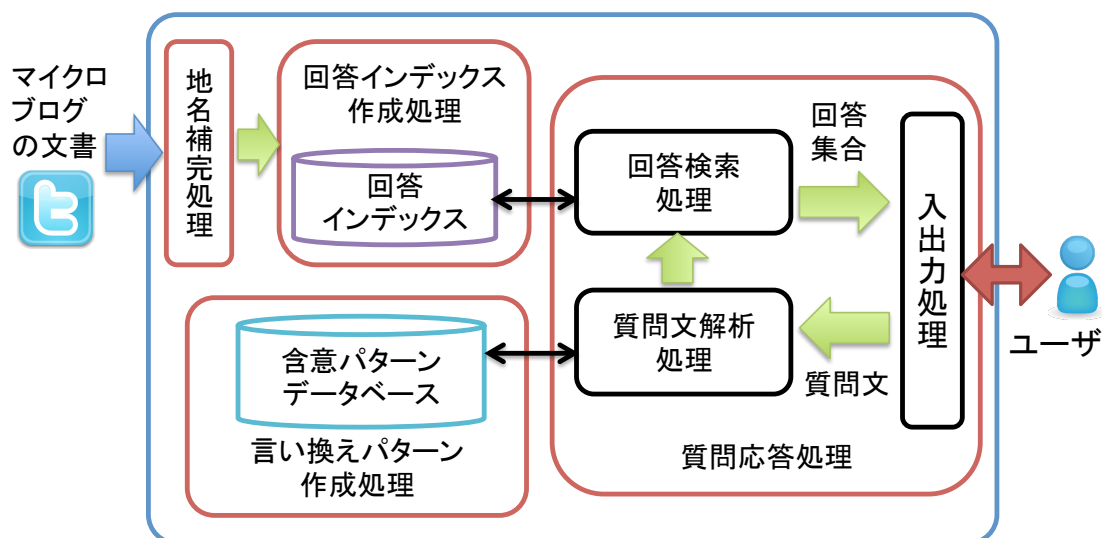 マイクロ
ブログ
の文書
地名補完処理
回答インデックス
作成処理
回答
インデックス
回答検索
処理
回答
集合
入出力処理
質問文解析
処理
質問文
ユーザ
含意パターン
データベース
言い換えパターン
作成処理
質問応答処理